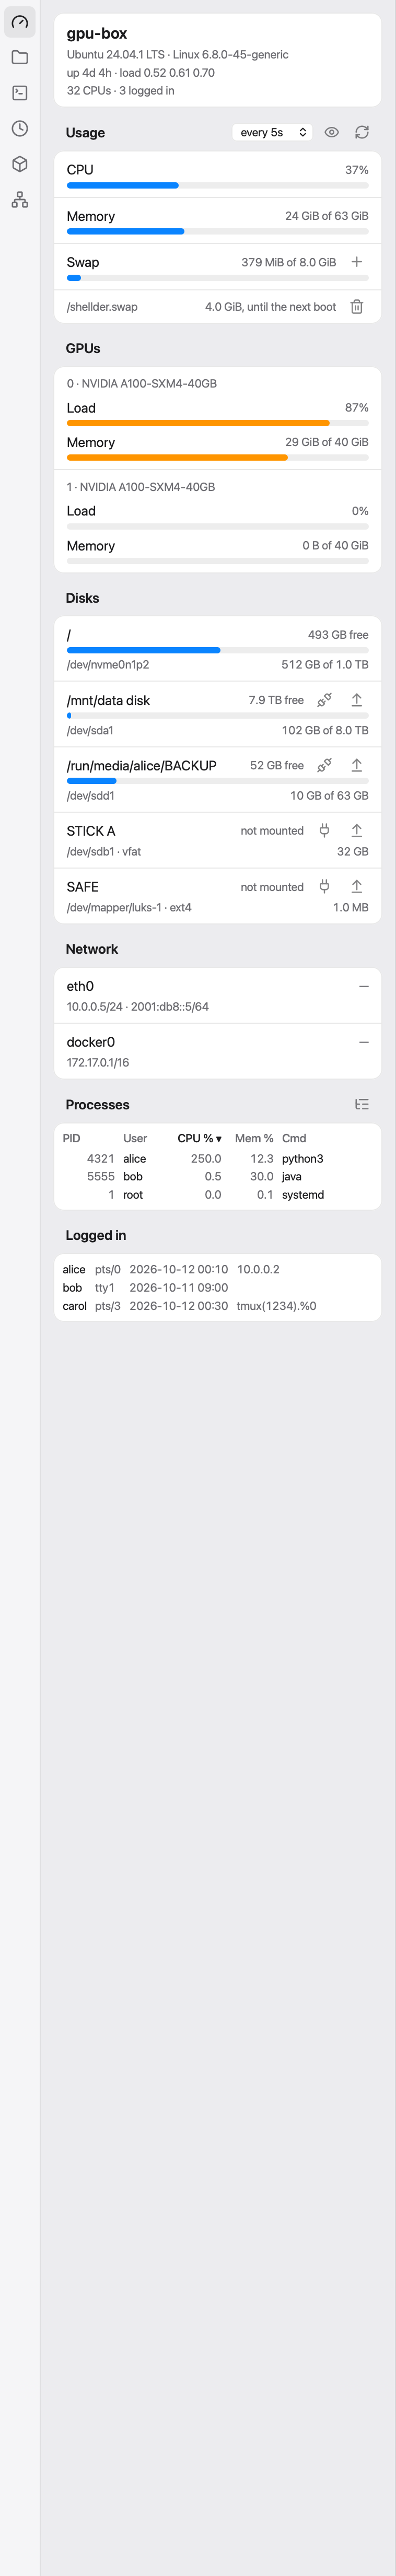 gpu-box
Ubuntu 24.04.1 LTS · Linux 6.8.0-45-generic
up 4d 4h · load 0.52 0.61 0.70
32 CPUs · 3 logged in
Usage every 5s
CPU 37%
Memory 24 GiB of 63 GiB
Swap 379 MiB of 8.0 GiB
/shellder.swap 4.0 GiB, until the next boot
GPUs
0 · NVIDIA A100-SXM4-40GB
Load 87%
Memory 29 GiB of 40 GiB
1 · NVIDIA A100-SXM4-40GB
Load 0%
Memory 0 B of 40 GiB
Disks
/ 493 GB free
/dev/nvme0n1p2 512 GB of 1.0 TB
/mnt/data disk 7.9 TB free
/dev/sda1 102 GB of 8.0 TB
/run/media/alice/BACKUP 52 GB free
/dev/sdd1 10 GB of 63 GB
STICK A not mounted
/dev/sdb1 · vfat 32 GB
SAFE not mounted
/dev/mapper/luks-1 · ext4 1.0 MB
Network
eth0 —
10.0.0.5/24 · 2001:db8::5/64
docker0 —
172.17.0.1/16
Processes
PID User CPU % ▾ Mem % Cmd
4321 alice 250.0 12.3 python3
5555 bob 0.5 30.0 java
1 root 0.0 0.1 systemd
Logged in
alice pts/0 2026-10-12 00:10 10.0.0.2
bob tty1 2026-10-11 09:00
carol pts/3 2026-10-12 00:30 tmux(1234).%0